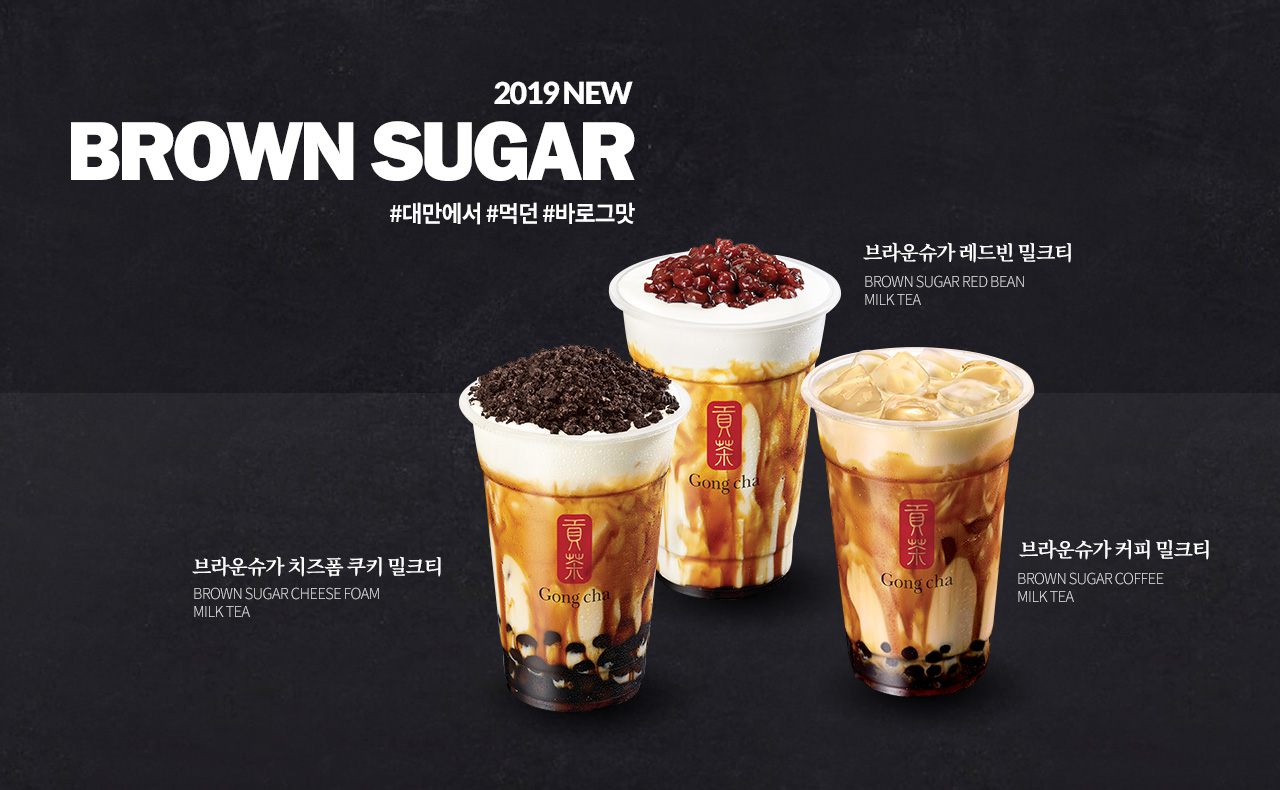 2019 NEW
BROWN SUGAR
#대만에서 #먹던 #바로그맛
브라운슈가 레드빈 밀크티
BROWN SUGAR RED BEAN
MILK TEA
貢
茶
Gong cha
貢
茶
Gong cha
브라운슈가 커피 밀크티
BROWN SUGAR COFFEE
MILK TEA
브라운슈가 치즈폼 쿠키 밀크티
BROWN SUGAR CHEESE FOAM
MILK TEA
貢
茶
Gong cha